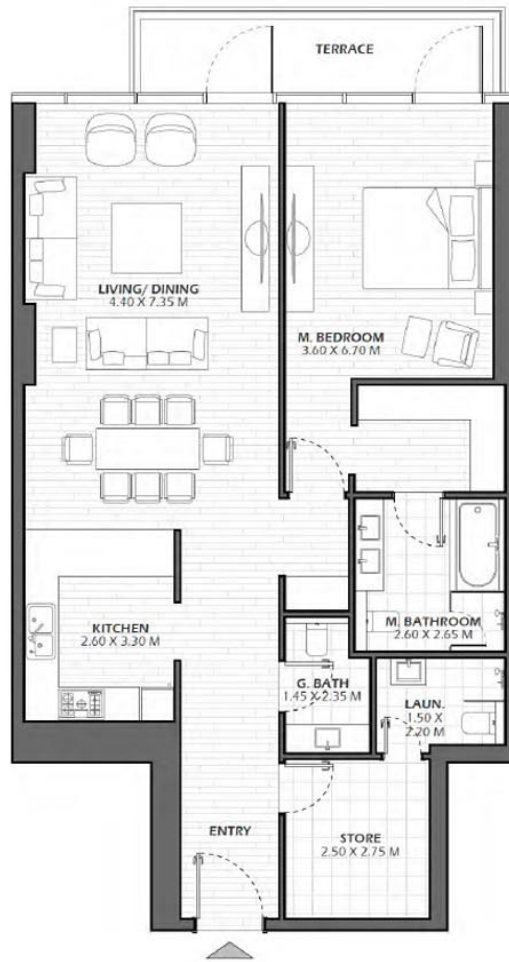 TERRACE
LIVING/ DINING
4.40 X 7.35 M
M. BEDROOM
3.60 X 6.70 M
KITCHEN
2.60 X 3.30 M
M. BATHROOM
2.60 X 2.65 M
G. BATH
1.45 X 2.35 M
LAUN.
1.50 X
2.20 M
ENTRY
STORE
2.50 X 2.75 M